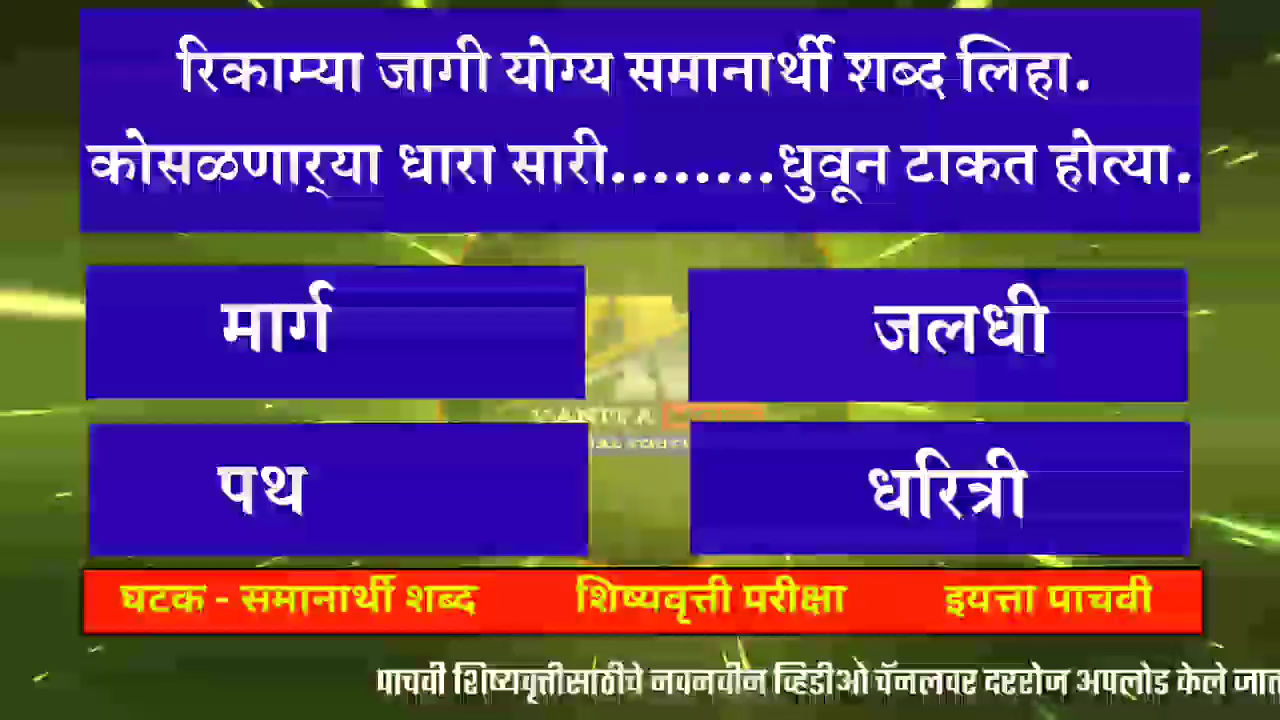 रिकाम्या जागी योग्य समानार्थी शब्द लिहा.
कोसळणाऱ्या धारा सारी........धुवून टाकत होत्या.
मार्ग
जलधी
पथ
धरित्री
घटक - समानार्थी शब्द शिष्यवृत्ती परीक्षा इयत्ता पाचवी
पाचवी शिष्यवृत्तीसाठीचे नवनवीन व्हिडीओ चॅनलवर दररोज अपलोड केले